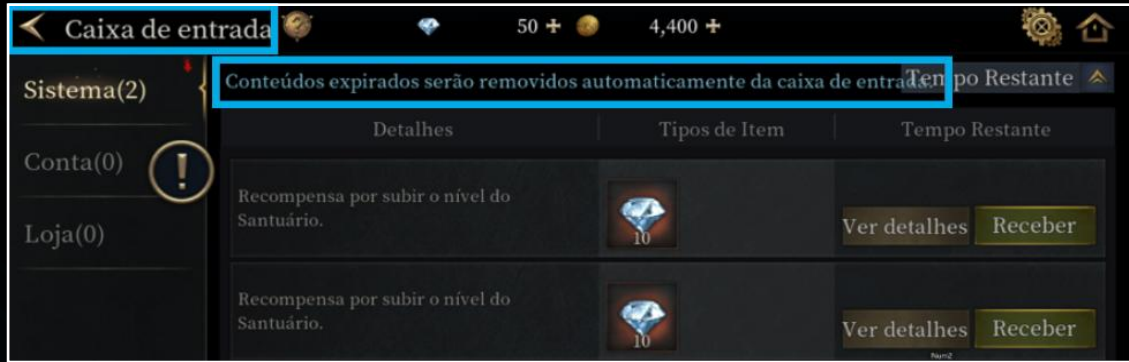 Caixa de entrada
50 + 4,400 +
Sistema(2)
Conta(0)
Loja(0)
Conteúdos expirados serão removidos automaticamente da caixa de entrada.
Tempo Restante
Detalhes Tipos de Item Tempo Restante
Recompensa por subir o nível do
Santuário.
10
Ver detalhes Receber
Recompensa por subir o nível do
Santuário.
10
Ver detalhes Receber
Num2